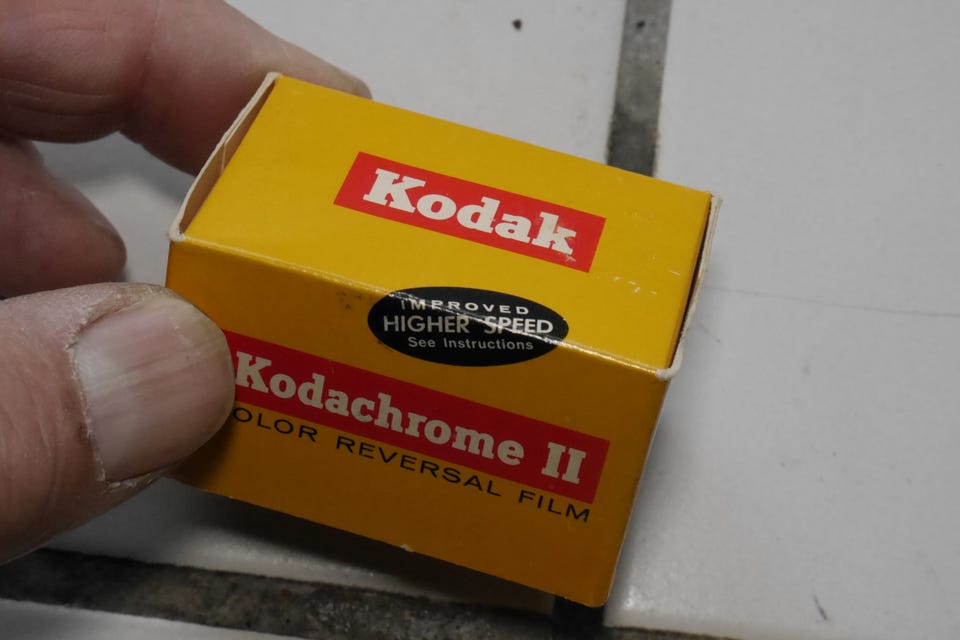 Kodak
IMPROVED
HIGHER SPEED
See Instructions
Kodachrome II
OLOR REVERSAL FILM